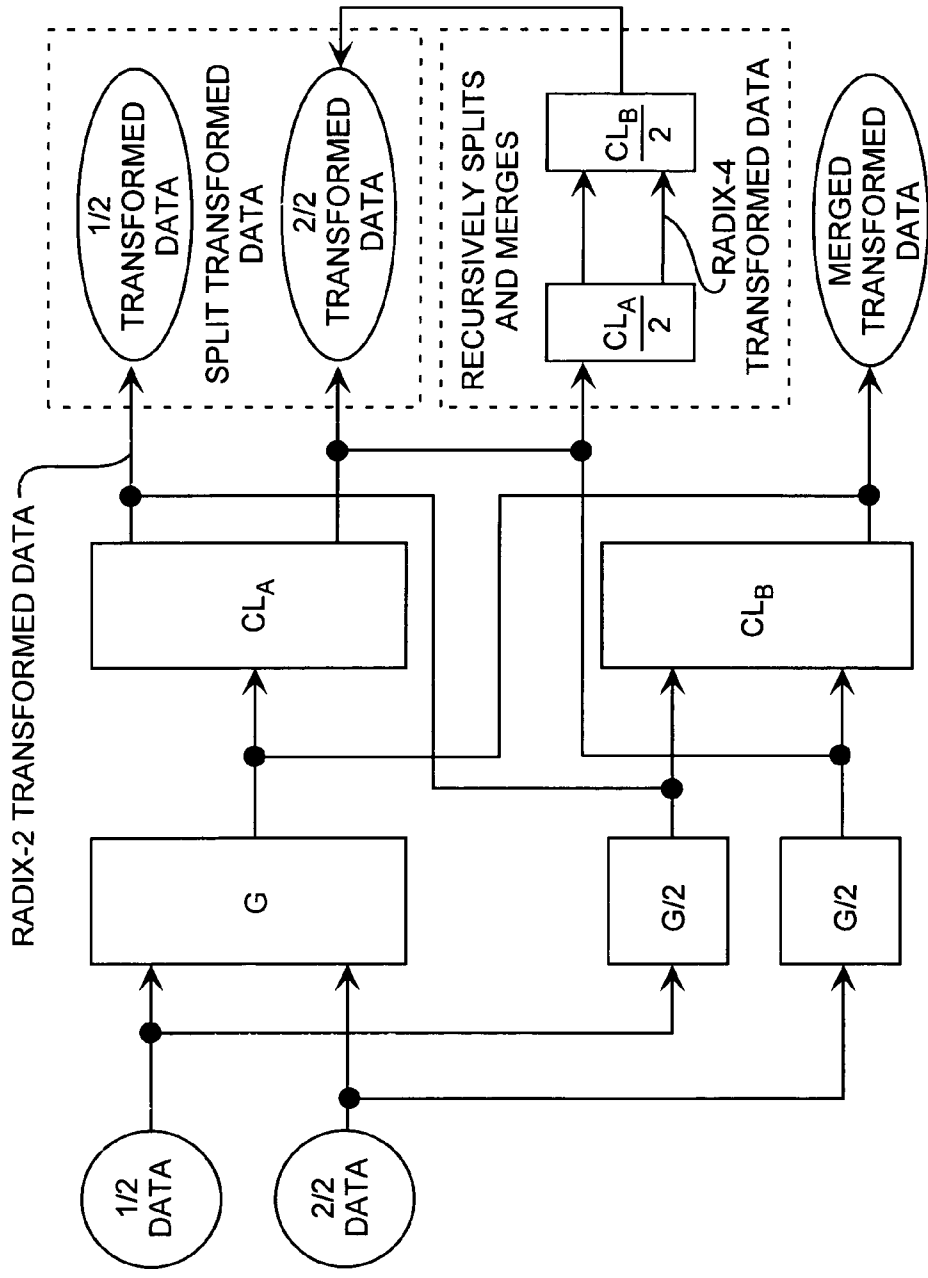 RADIX-2 TRANSFORMED DATA
1/2
DATA
2/2
DATA
G
G/2
G/2
CL_A
CL_B
1/2
TRANSFORMED
DATA
SPLIT TRANSFORMED
DATA
2/2
TRANSFORMED
DATA
RECURSIVELY SPLITS
AND MERGES
CL_A
2
CL_B
2
RADIX-4
TRANSFORMED DATA
MERGED
TRANSFORMED
DATA